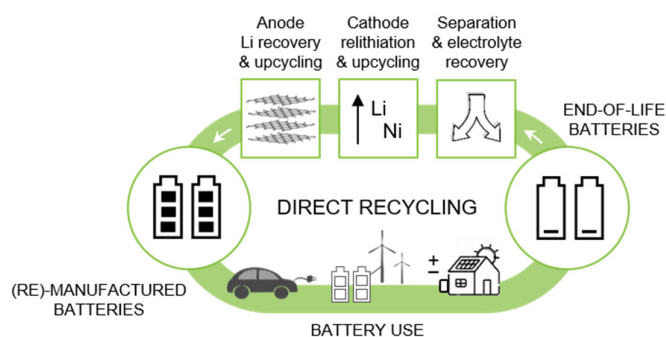 Anode
Li recovery
& upcycling
Cathode
relithiation
& upcycling
Separation
& electrolyte
recovery
Li
Ni
END-OF-LIFE
BATTERIES
DIRECT RECYCLING
±
(RE)-MANUFACTURED
BATTERIES
BATTERY USE